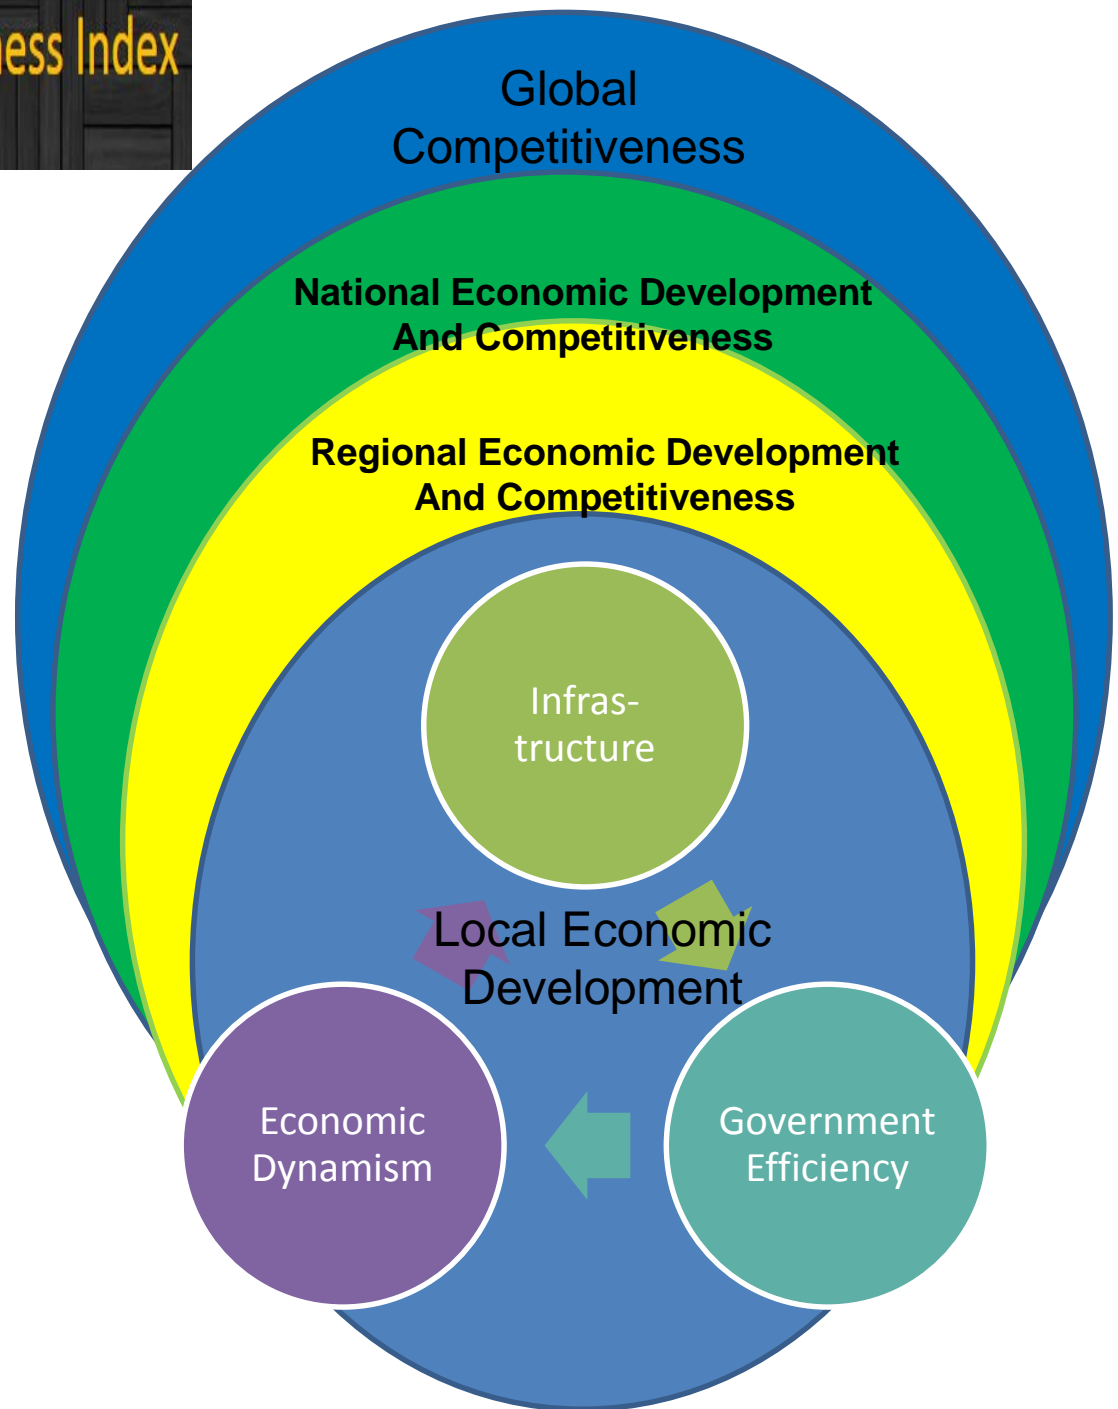 ness Index
Global
Competitiveness
National Economic Development
And Competitiveness
Regional Economic Development
And Competitiveness
Infras-
tructure
Local Economic
Development
Economic
Dynamism
Government
Efficiency